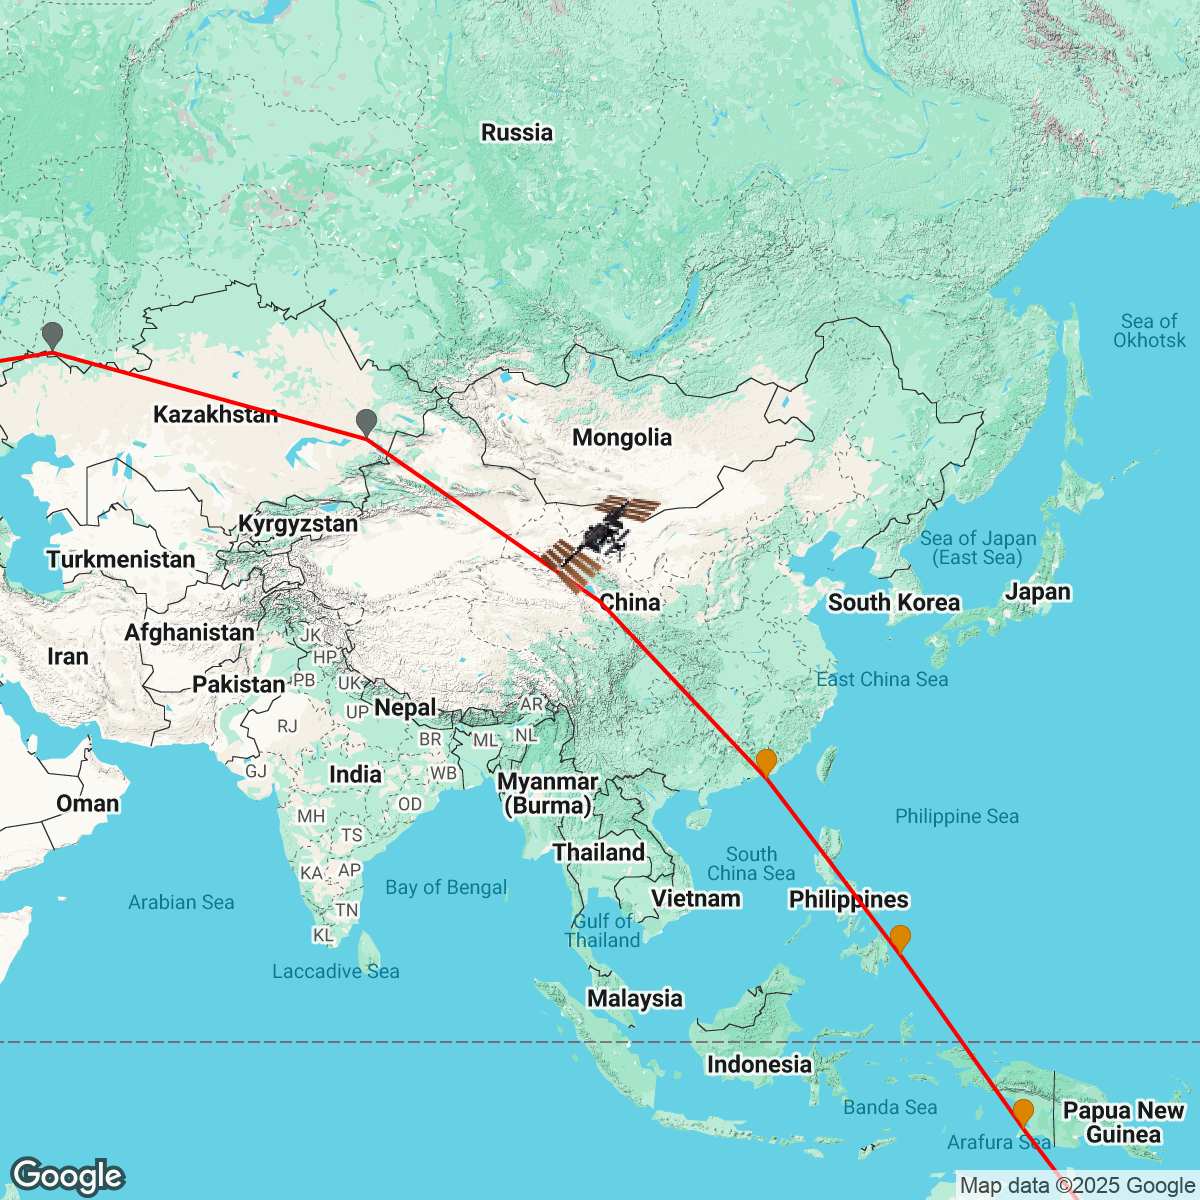 Russia
Sea of
Okhotsk
Kazakhstan
Mongolia
Kyrgyzstan
Sea of Japan
(East Sea)
Turkmenistan
Japan
China
South Korea
Afghanistan
JK
Iran
HP
Pakistan
PB
UK
East China Sea
Nepal
AR
UP
RJ
BR
ML
NL
GJ
India
WB
Myanmar
(Burma)
Oman
OD
MH
TS
Philippine Sea
Thailand
South
China Sea
KA
AP
Bay of Bengal
Vietnam
Philippines
Arabian Sea
TN
KL
Gulf of
Thailand
Laccadive Sea
Malaysia
Indonesia
Banda Sea
Papua New
Guinea
Arafura Sea
Google
Map data ©2025 Google